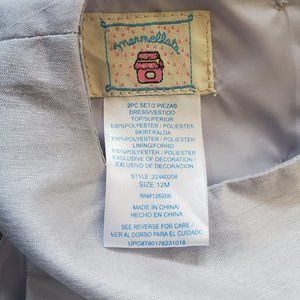 marmellata
2PC SET/2 PIEZAS
DRESS/VESTIDO
TOP/SUPERIOR
100%POLYESTER / POLIESTER
SKIRT/FALDA
100%POLYESTER / POLIESTER
LINING/FORRO
100%POLYESTER / POLIESTER
EXCLUSIVE OF DECORATION
EXCLUSIVO DE DECORACION
STYLE :22440208
SIZE:12M
RN#126206
MADE IN CHINA/
HECHO EN CHINA
SEE REVERSE FOR CARE /
VER AL DORSO PARA EL CUIDADO
UPC#780178231018